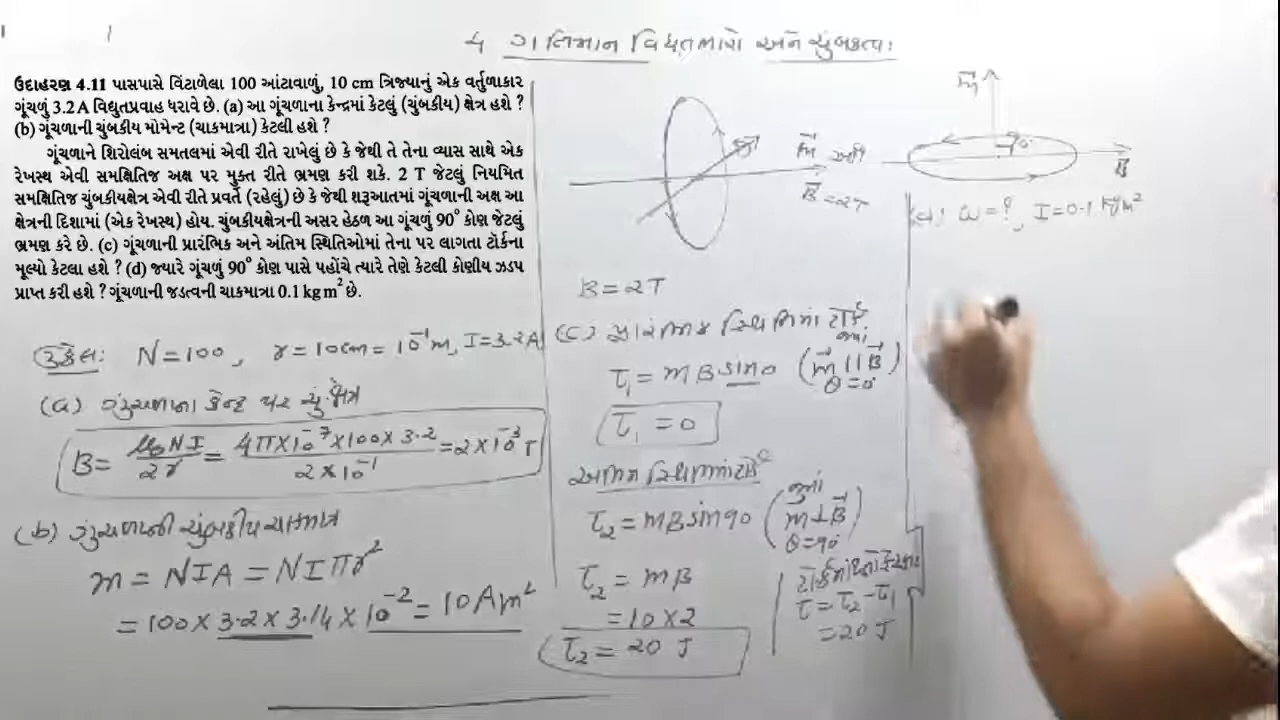 4 ગતિમાન વિદ્યુતભારો અને ચુંબકત્વ:
ઉદાહરણ 4.11 પાસપાસે વિંટાળેલા 100 આંટાવાળું, 10 cm ત્રિજ્યાનું એક વર્તુળાકાર
ગૂંચળું 3.2 A વિદ્યુતપ્રવાહ ધરાવે છે. (a) આ ગૂંચળાના કેન્દ્રમાં કેટલું (ચુંબકીય) ક્ષેત્ર હશે ?
(b) ગૂંચળાની ચુંબકીય મોમેન્ટ (ચાકમાત્રા) કેટલી હશે ?
ગૂંચળાને શિરોલંબ સમતલમાં એવી રીતે રાખેલું છે કે જેથી તે તેના વ્યાસ સાથે એક
રેખસ્થ એવી સમક્ષિતિજ અક્ષ પર મુક્ત રીતે ભ્રમણ કરી શકે. 2 T જેટલું નિયમિત
સમક્ષિતિજ ચુંબકીયક્ષેત્ર એવી રીતે પ્રવર્તે (રહેલું) છે કે જેથી શરૂઆતમાં ગૂંચળાની અક્ષ આ
ક્ષેત્રની દિશામાં (એક રેખસ્થ) હોય. ચુંબકીયક્ષેત્રની અસર હેઠળ આ ગૂંચળું 90° કોણ જેટલું
ભ્રમણ કરે છે. (c) ગૂંચળાની પ્રારંભિક અને અંતિમ સ્થિતિઓમાં તેના પર લાગતા ટૉર્કના
મૂલ્યો કેટલા હશે ? (d) જ્યારે ગૂંચળું 90° કોણ પાસે પહોંચે ત્યારે તેણે કેટલી કોણીય ઝડપ
પ્રાપ્ત કરી હશે ? ગૂંચળાની જડત્વની ચાકમાત્રા 0.1 kg m² છે.
ઉકેલ: N = 100, r = 10cm = 10⁻¹ m, I = 3.2A
(a) ગૂંચળાના કેન્દ્ર પર ચું. ક્ષેત્ર
B = μ₀NI / 2r = 4π×10⁻⁷×100×3.2 / 2×10⁻¹ = 2×10⁻³ T
(b) ગૂંચળાની ચુંબકીય ચાકમાત્રા
m = NIA = NIπr²
= 100 × 3.2 × 3.14 × 10⁻² = 10 Am²
m⃗
B⃗ = 2T
B = 2T
(c) પ્રારંભિક સ્થિતિમાં ટૉર્ક
τ₁ = mB sin0 (m⃗ || B⃗
θ = 0°)
τ₁ = 0
અંતિમ સ્થિતિમાં ટૉર્ક
τ₂ = mB sin90 (m⃗ ⊥ B⃗
θ = 90°)
τ₂ = mB
= 10 × 2
τ₂ = 20 J
τ = τ₂ - τ₁
= 20 J
m⃗
B⃗
(d) ω = ?, I = 0.1 kg m²